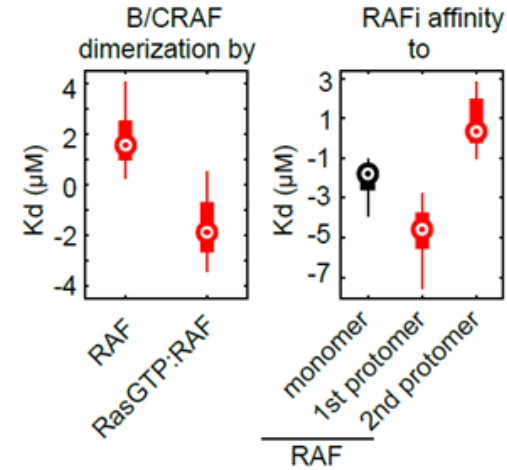 B/CRAF
dimerization by
Kd (µM)
4
2
0
-2
-4
RAF
RasGTP:RAF
RAFi affinity
to
Kd (µM)
3
1
-1
-3
-5
-7
monomer
1st protomer
2nd protomer
RAF